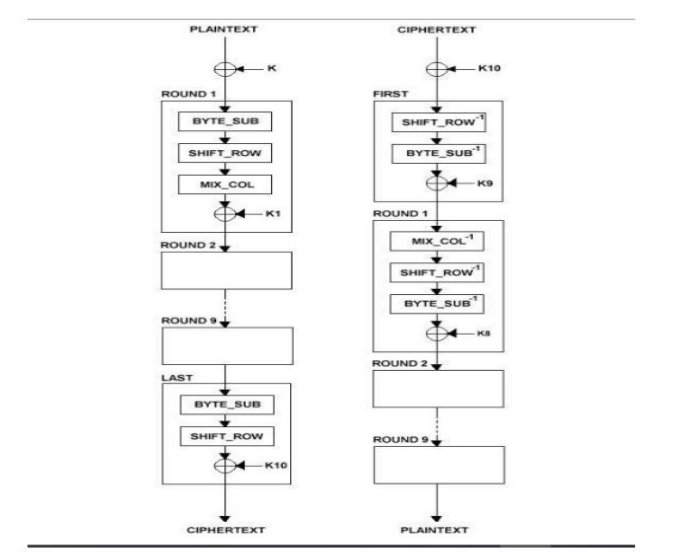 PLAINTEXT
K
ROUND 1
BYTE_SUB
SHIFT_ROW
MIX_COL
K1
ROUND 2
ROUND 9
LAST
BYTE_SUB
SHIFT_ROW
K10
CIPHERTEXT
CIPHERTEXT
K10
FIRST
SHIFT_ROW-1
BYTE_SUB-1
K9
ROUND 1
MIX_COL-1
SHIFT_ROW-1
BYTE_SUB-1
K8
ROUND 2
ROUND 9
PLAINTEXT